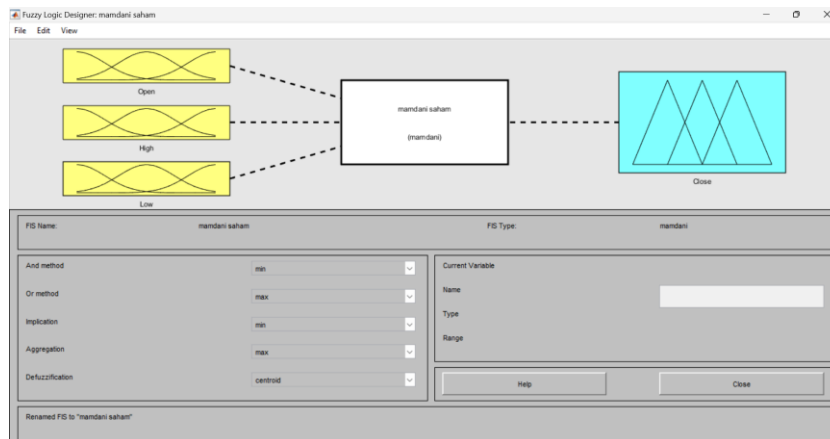 Fuzzy Logic Designer: mamdani saham
File Edit View
Open
High
Low
mamdani saham
(mamdani)
Close
FIS Name: mamdani saham FIS Type: mamdani
And method min
Or method max
Implication min
Aggregation max
Defuzzification centroid
Current Variable
Name
Type
Range
Help Close
Renamed FIS to "mamdani saham"